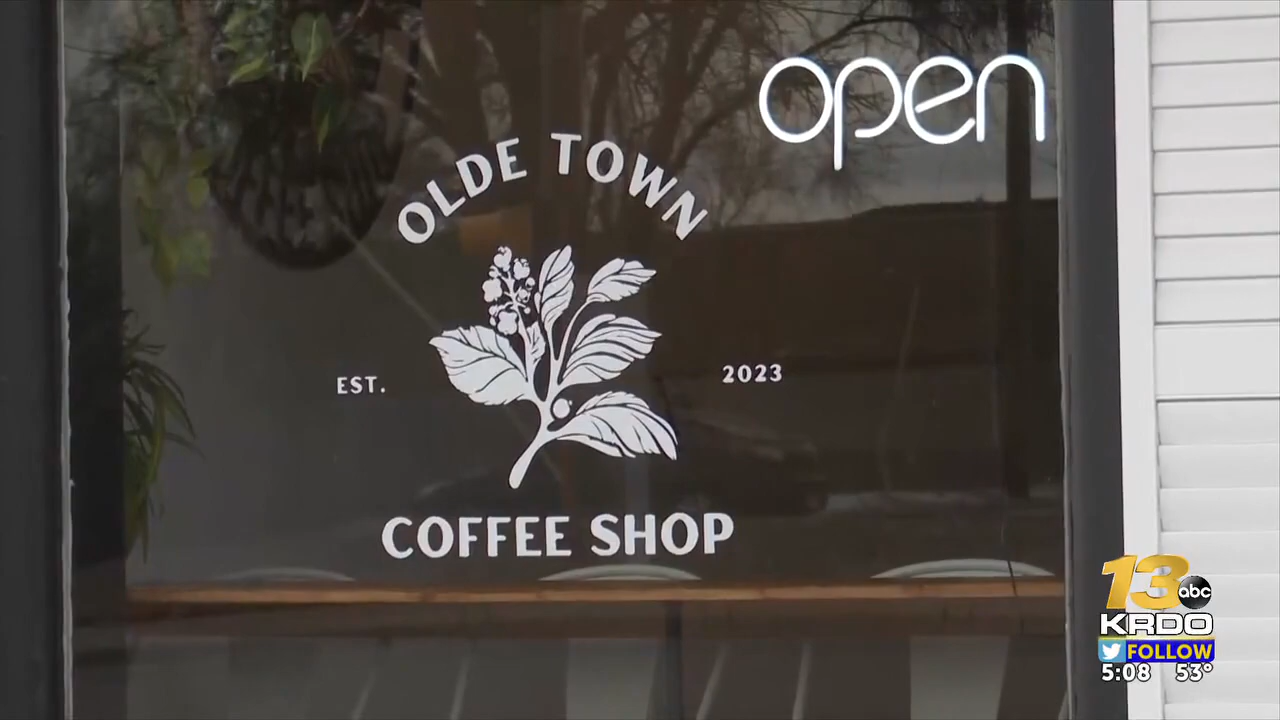 open
OLDE TOWN
EST. 2023
COFFEE SHOP
13 abc
KRDO
FOLLOW
5:08 53°